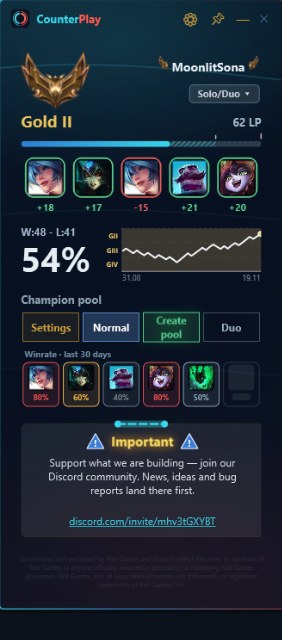 CounterPlay
MoonlitSona
Solo/Duo
Gold II
62 LP
+18 +17 -15 +21 +20
W:48 - L:41
54%
GII
GIII
GIV
31.08 19.11
Champion pool
Settings
Normal
Create
pool
Duo
Winrate · last 30 days
80% 60% 40% 80% 50%
Important
Support what we are building — join our
Discord community. News, ideas and bug
reports land there first.
discord.com/invite/mhv3tGXYBT